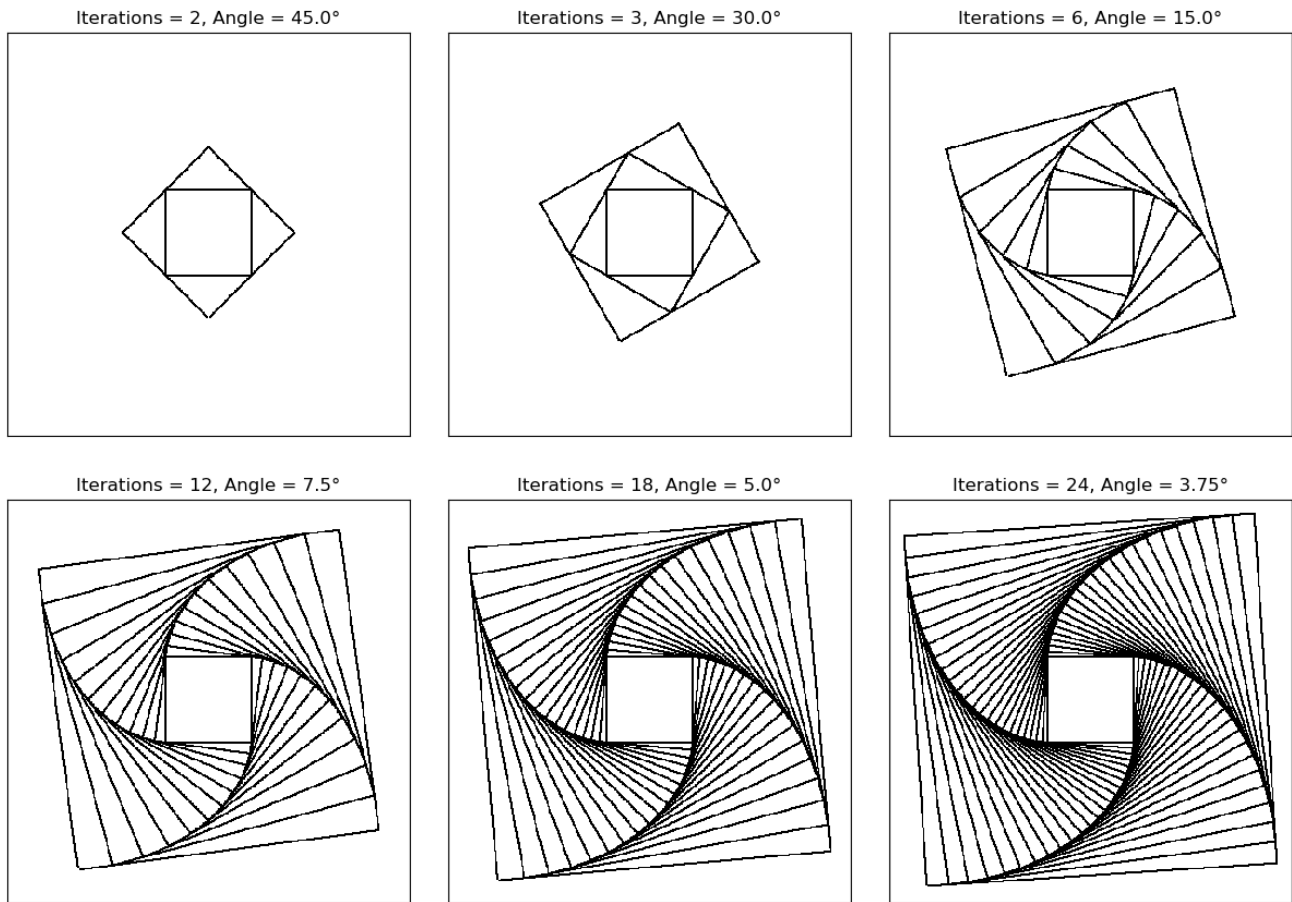 Iterations = 2, Angle = 45.0°
Iterations = 3, Angle = 30.0°
Iterations = 6, Angle = 15.0°
Iterations = 12, Angle = 7.5°
Iterations = 18, Angle = 5.0°
Iterations = 24, Angle = 3.75°